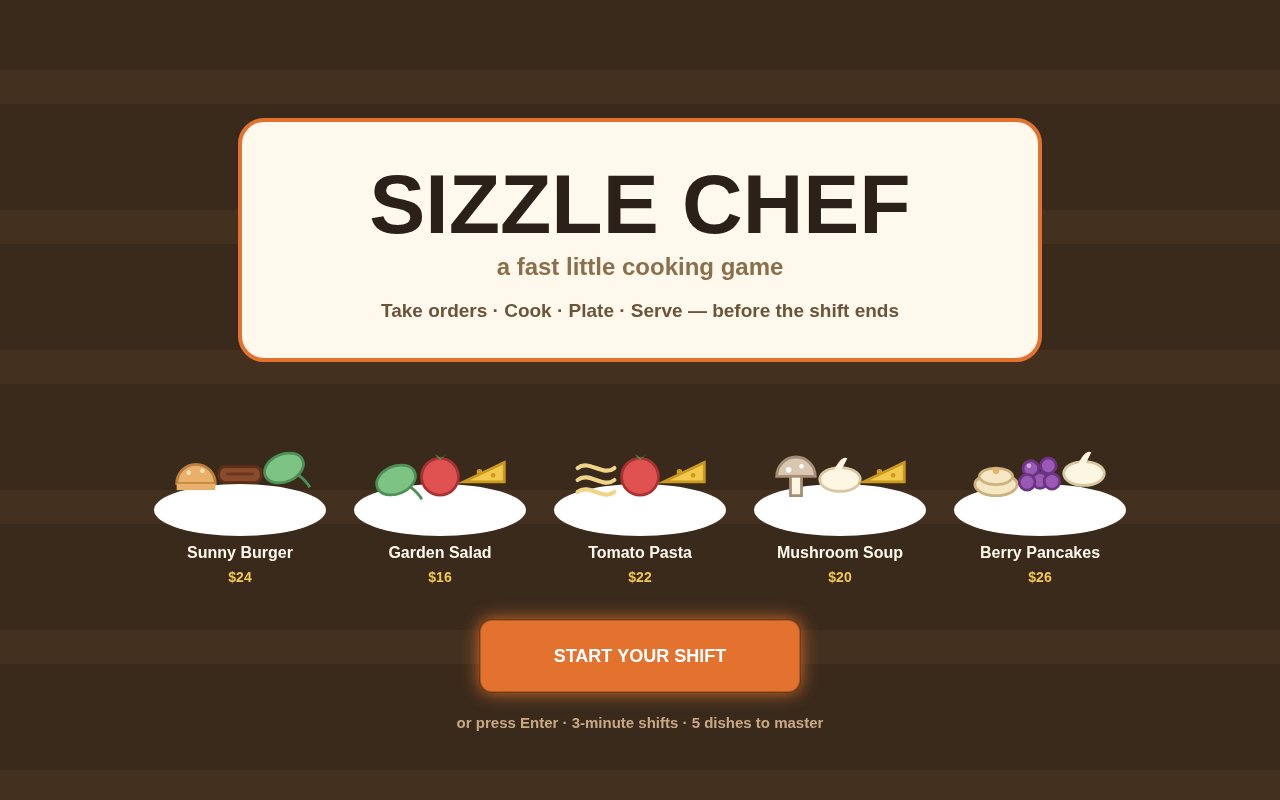 SIZZLE CHEF
a fast little cooking game
Take orders · Cook · Plate · Serve — before the shift ends
Sunny Burger
$24
Garden Salad
$16
Tomato Pasta
$22
Mushroom Soup
$20
Berry Pancakes
$26
START YOUR SHIFT
or press Enter · 3-minute shifts · 5 dishes to master